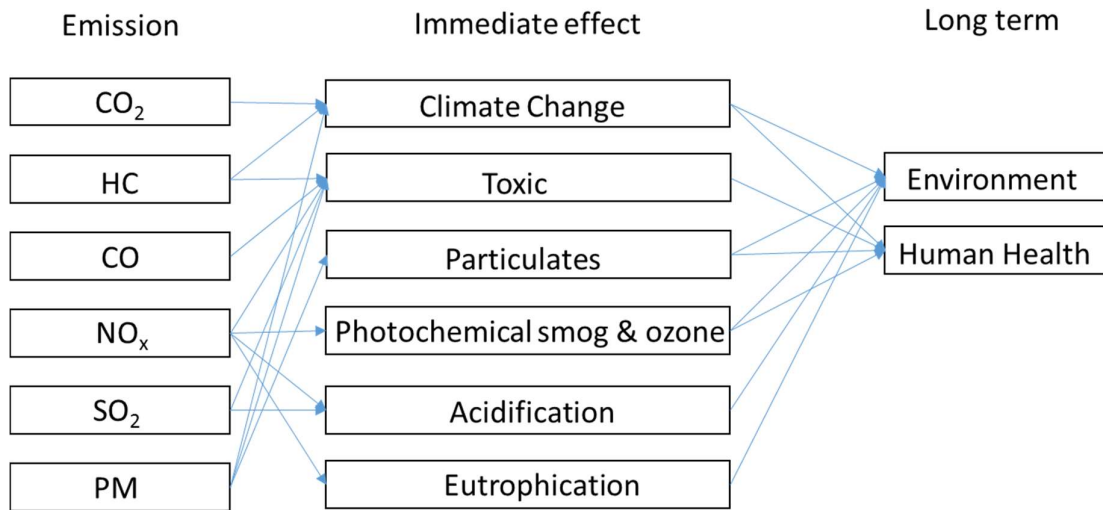 Emission
Immediate effect
Long term
CO₂
HC
CO
NOₓ
SO₂
PM
Climate Change
Toxic
Particulates
Photochemical smog & ozone
Acidification
Eutrophication
Environment
Human Health